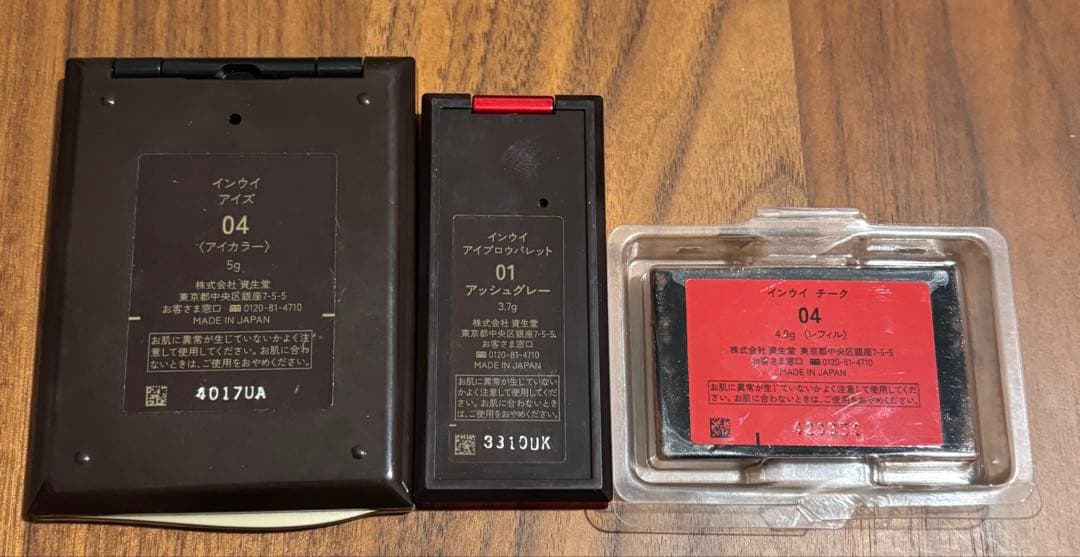 インウイ
アイズ
04
〈アイカラー〉
5g
株式会社 資生堂
東京都中央区銀座7-5-5
お客さま窓口 0120-81-4710
MADE IN JAPAN
お肌に異常が生じていないかよく注
意して使用してください。お肌に合わ
ないときは、ご使用をおやめください。
4017UA
インウイ
アイブロウパレット
01
アッシュグレー
3.7g
株式会社 資生堂
東京都中央区銀座7-5-5
お客さま窓口
0120-81-4710
MADE IN JAPAN
お肌に異常が生じていない
かよく注意して使用してくだ
さい。お肌に合わないとき
は、ご使用をおやめください。
3310UK
インウイ チーク
04
4.9g〈レフィル〉
株式会社 資生堂 東京都中央区銀座7-5-5
お客さま窓口 0120-81-4710
MADE IN JAPAN
お肌に異常が生じていないかよく注意して使用してくだ
さい。お肌に合わないときは、ご使用をおやめください。